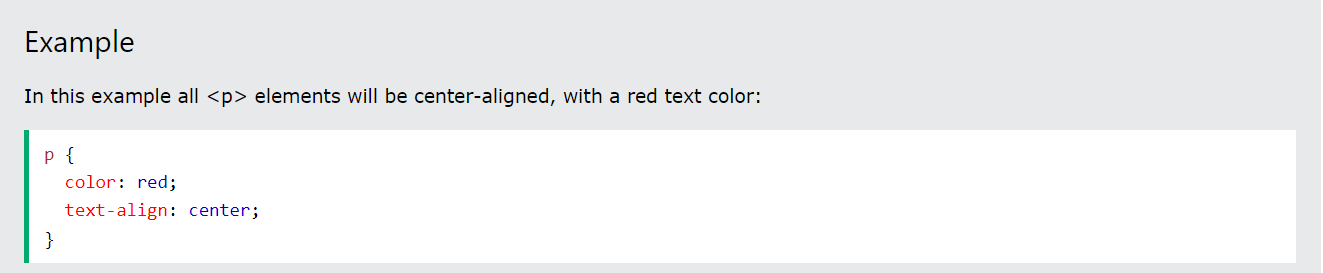 Example
In this example all <p> elements will be center-aligned, with a red text color:
p {
  color: red;
  text-align: center;
}